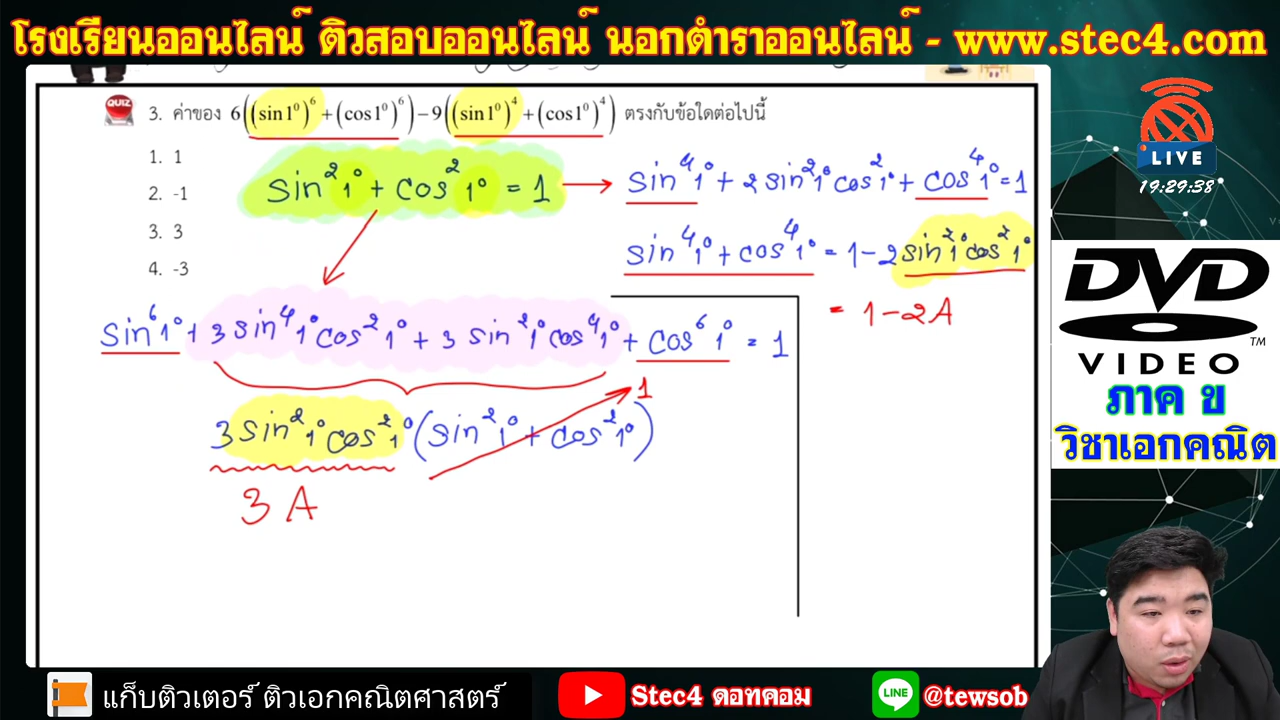 โรงเรียนออนไลน์ ติวสอบออนไลน์ นอกตำราออนไลน์ - www.stec4.com
QUIZ 3. ค่าของ 6((sin1⁰)⁶+(cos1⁰)⁶)−9((sin1⁰)⁴+(cos1⁰)⁴) ตรงกับข้อใดต่อไปนี้
1. 1
2. -1
3. 3
4. -3
sin²1° + cos²1° = 1
sin⁴1° + 2sin²1°cos²1° + cos⁴1° = 1
sin⁴1° + cos⁴1° = 1 − 2sin²1°cos²1°
= 1 − 2A
sin⁶1° + 3sin⁴1°cos²1° + 3sin²1°cos⁴1° + cos⁶1° = 1
1
3sin²1°cos²1°(sin²1° + cos²1°)
3A
LIVE
19:29:38
DVD
VIDEO
TM
ภาค ข
วิชาเอกคณิต
แก็บติวเตอร์ ติวเอกคณิตศาสตร์
Stec4 ดอทคอม
LINE
@tewsob